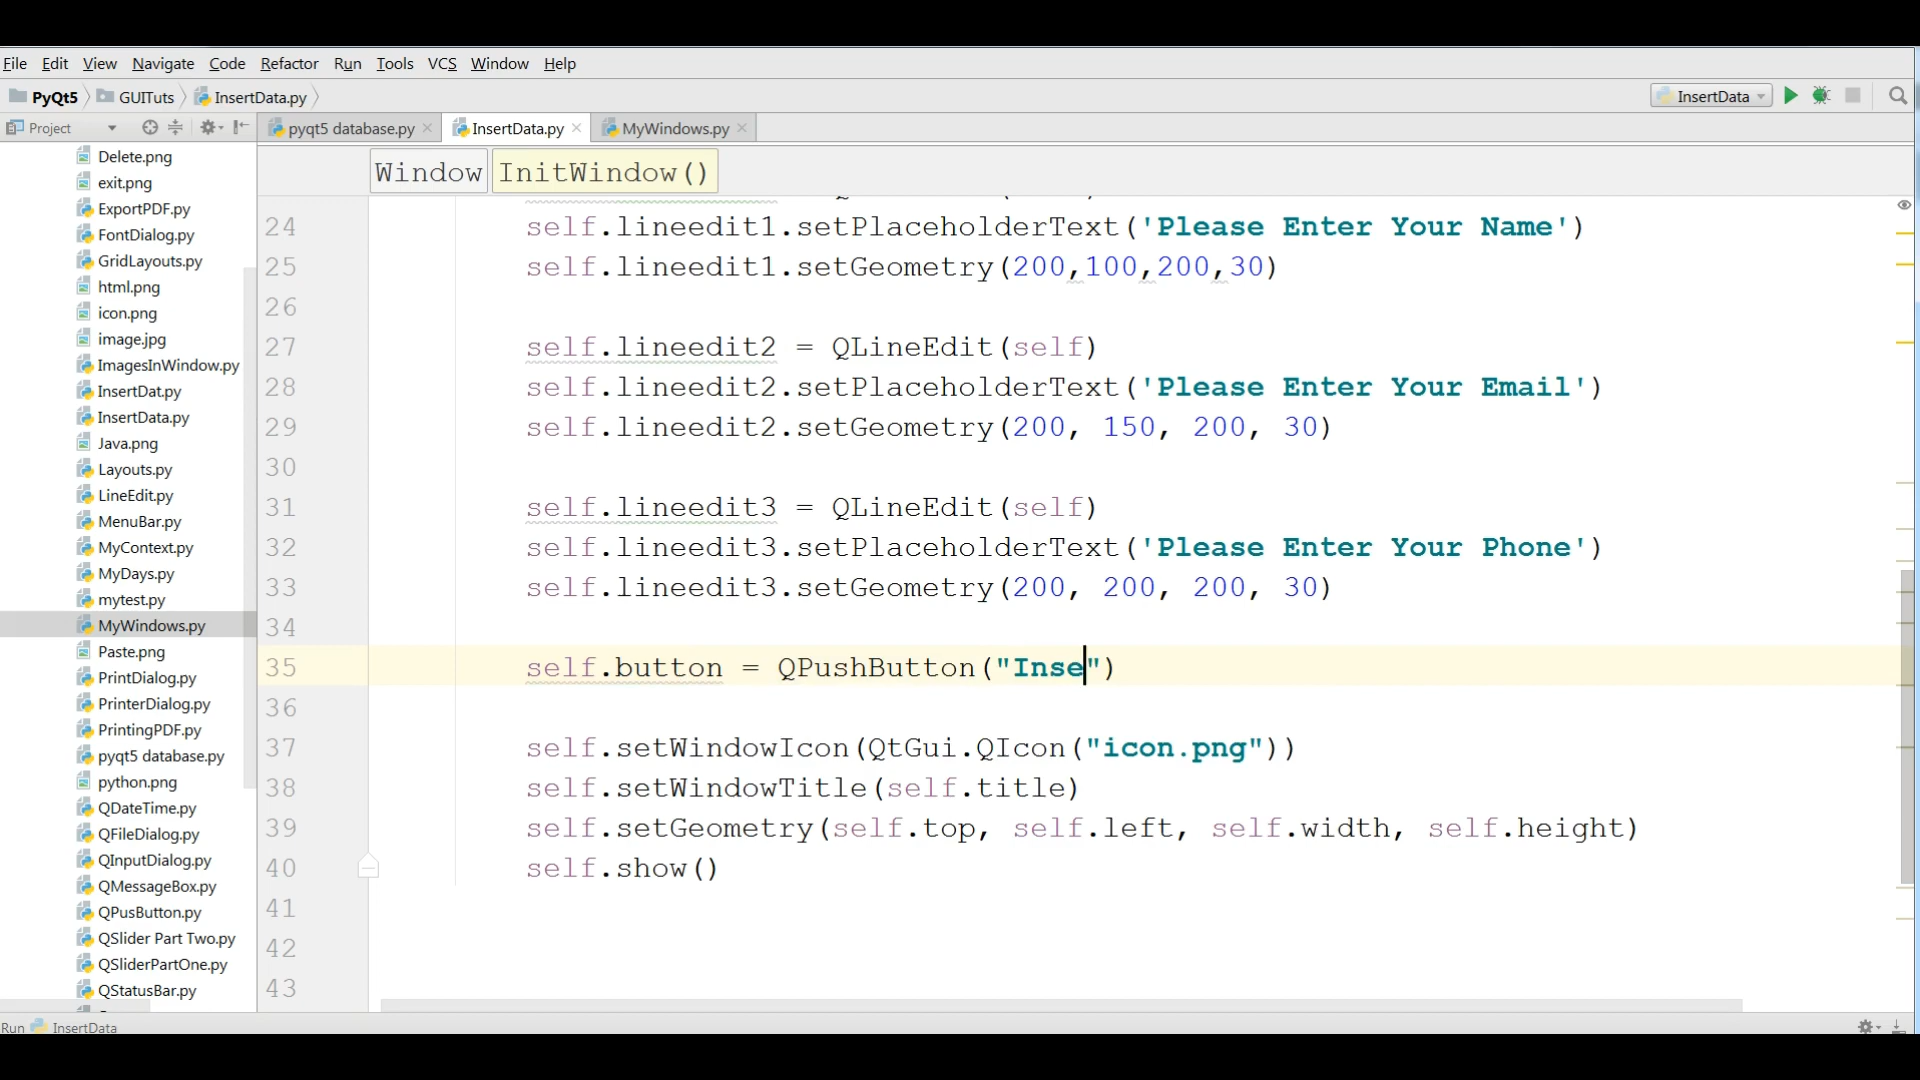 File Edit View Navigate Code Refactor Run Tools VCS Window Help
PyQt5 GUITuts InsertData.py InsertData
Project pyqt5 database.py InsertData.py MyWindows.py
Window InitWindow()
Delete.png
exit.png
ExportPDF.py
FontDialog.py
GridLayouts.py
html.png
icon.png
image.jpg
ImagesInWindow.py
InsertDat.py
InsertData.py
Java.png
Layouts.py
LineEdit.py
MenuBar.py
MyContext.py
MyDays.py
mytest.py
MyWindows.py
Paste.png
PrintDialog.py
PrinterDialog.py
PrintingPDF.py
pyqt5 database.py
python.png
QDateTime.py
QFileDialog.py
QInputDialog.py
QMessageBox.py
QPusButton.py
QSlider Part Two.py
QSliderPartOne.py
QStatusBar.py
24 self.lineedit1.setPlaceholderText('Please Enter Your Name')
25 self.lineedit1.setGeometry(200,100,200,30)
26
27 self.lineedit2 = QLineEdit(self)
28 self.lineedit2.setPlaceholderText('Please Enter Your Email')
29 self.lineedit2.setGeometry(200, 150, 200, 30)
30
31 self.lineedit3 = QLineEdit(self)
32 self.lineedit3.setPlaceholderText('Please Enter Your Phone')
33 self.lineedit3.setGeometry(200, 200, 200, 30)
34
35 self.button = QPushButton("Inse")
36
37 self.setWindowIcon(QtGui.QIcon("icon.png"))
38 self.setWindowTitle(self.title)
39 self.setGeometry(self.top, self.left, self.width, self.height)
40 self.show()
41
42
43
Run InsertData